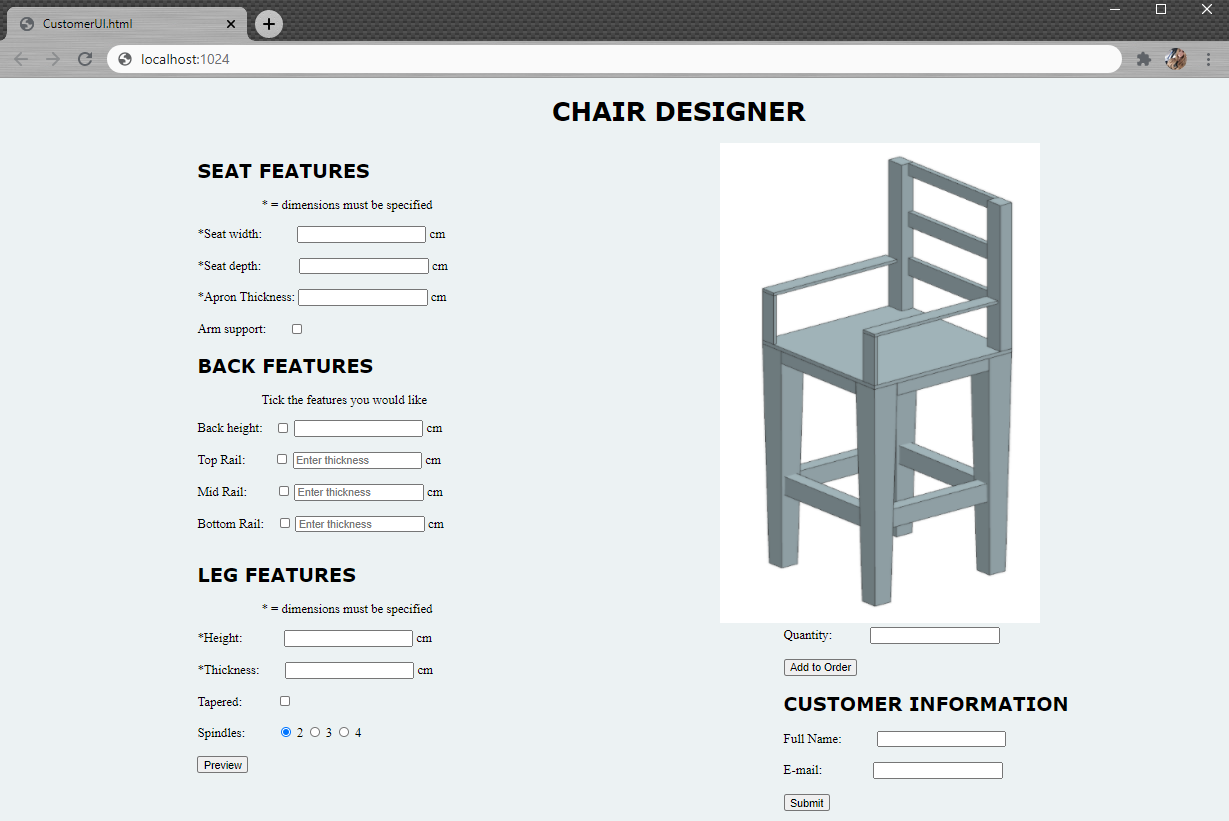 CustomerUI.html
localhost:1024
CHAIR DESIGNER
SEAT FEATURES
* = dimensions must be specified
*Seat width: cm
*Seat depth: cm
*Apron Thickness: cm
Arm support:
BACK FEATURES
Tick the features you would like
Back height: cm
Top Rail: Enter thickness cm
Mid Rail: Enter thickness cm
Bottom Rail: Enter thickness cm
LEG FEATURES
* = dimensions must be specified
*Height: cm
*Thickness: cm
Tapered:
Spindles: 2 3 4
Preview
Quantity:
Add to Order
CUSTOMER INFORMATION
Full Name:
E-mail:
Submit